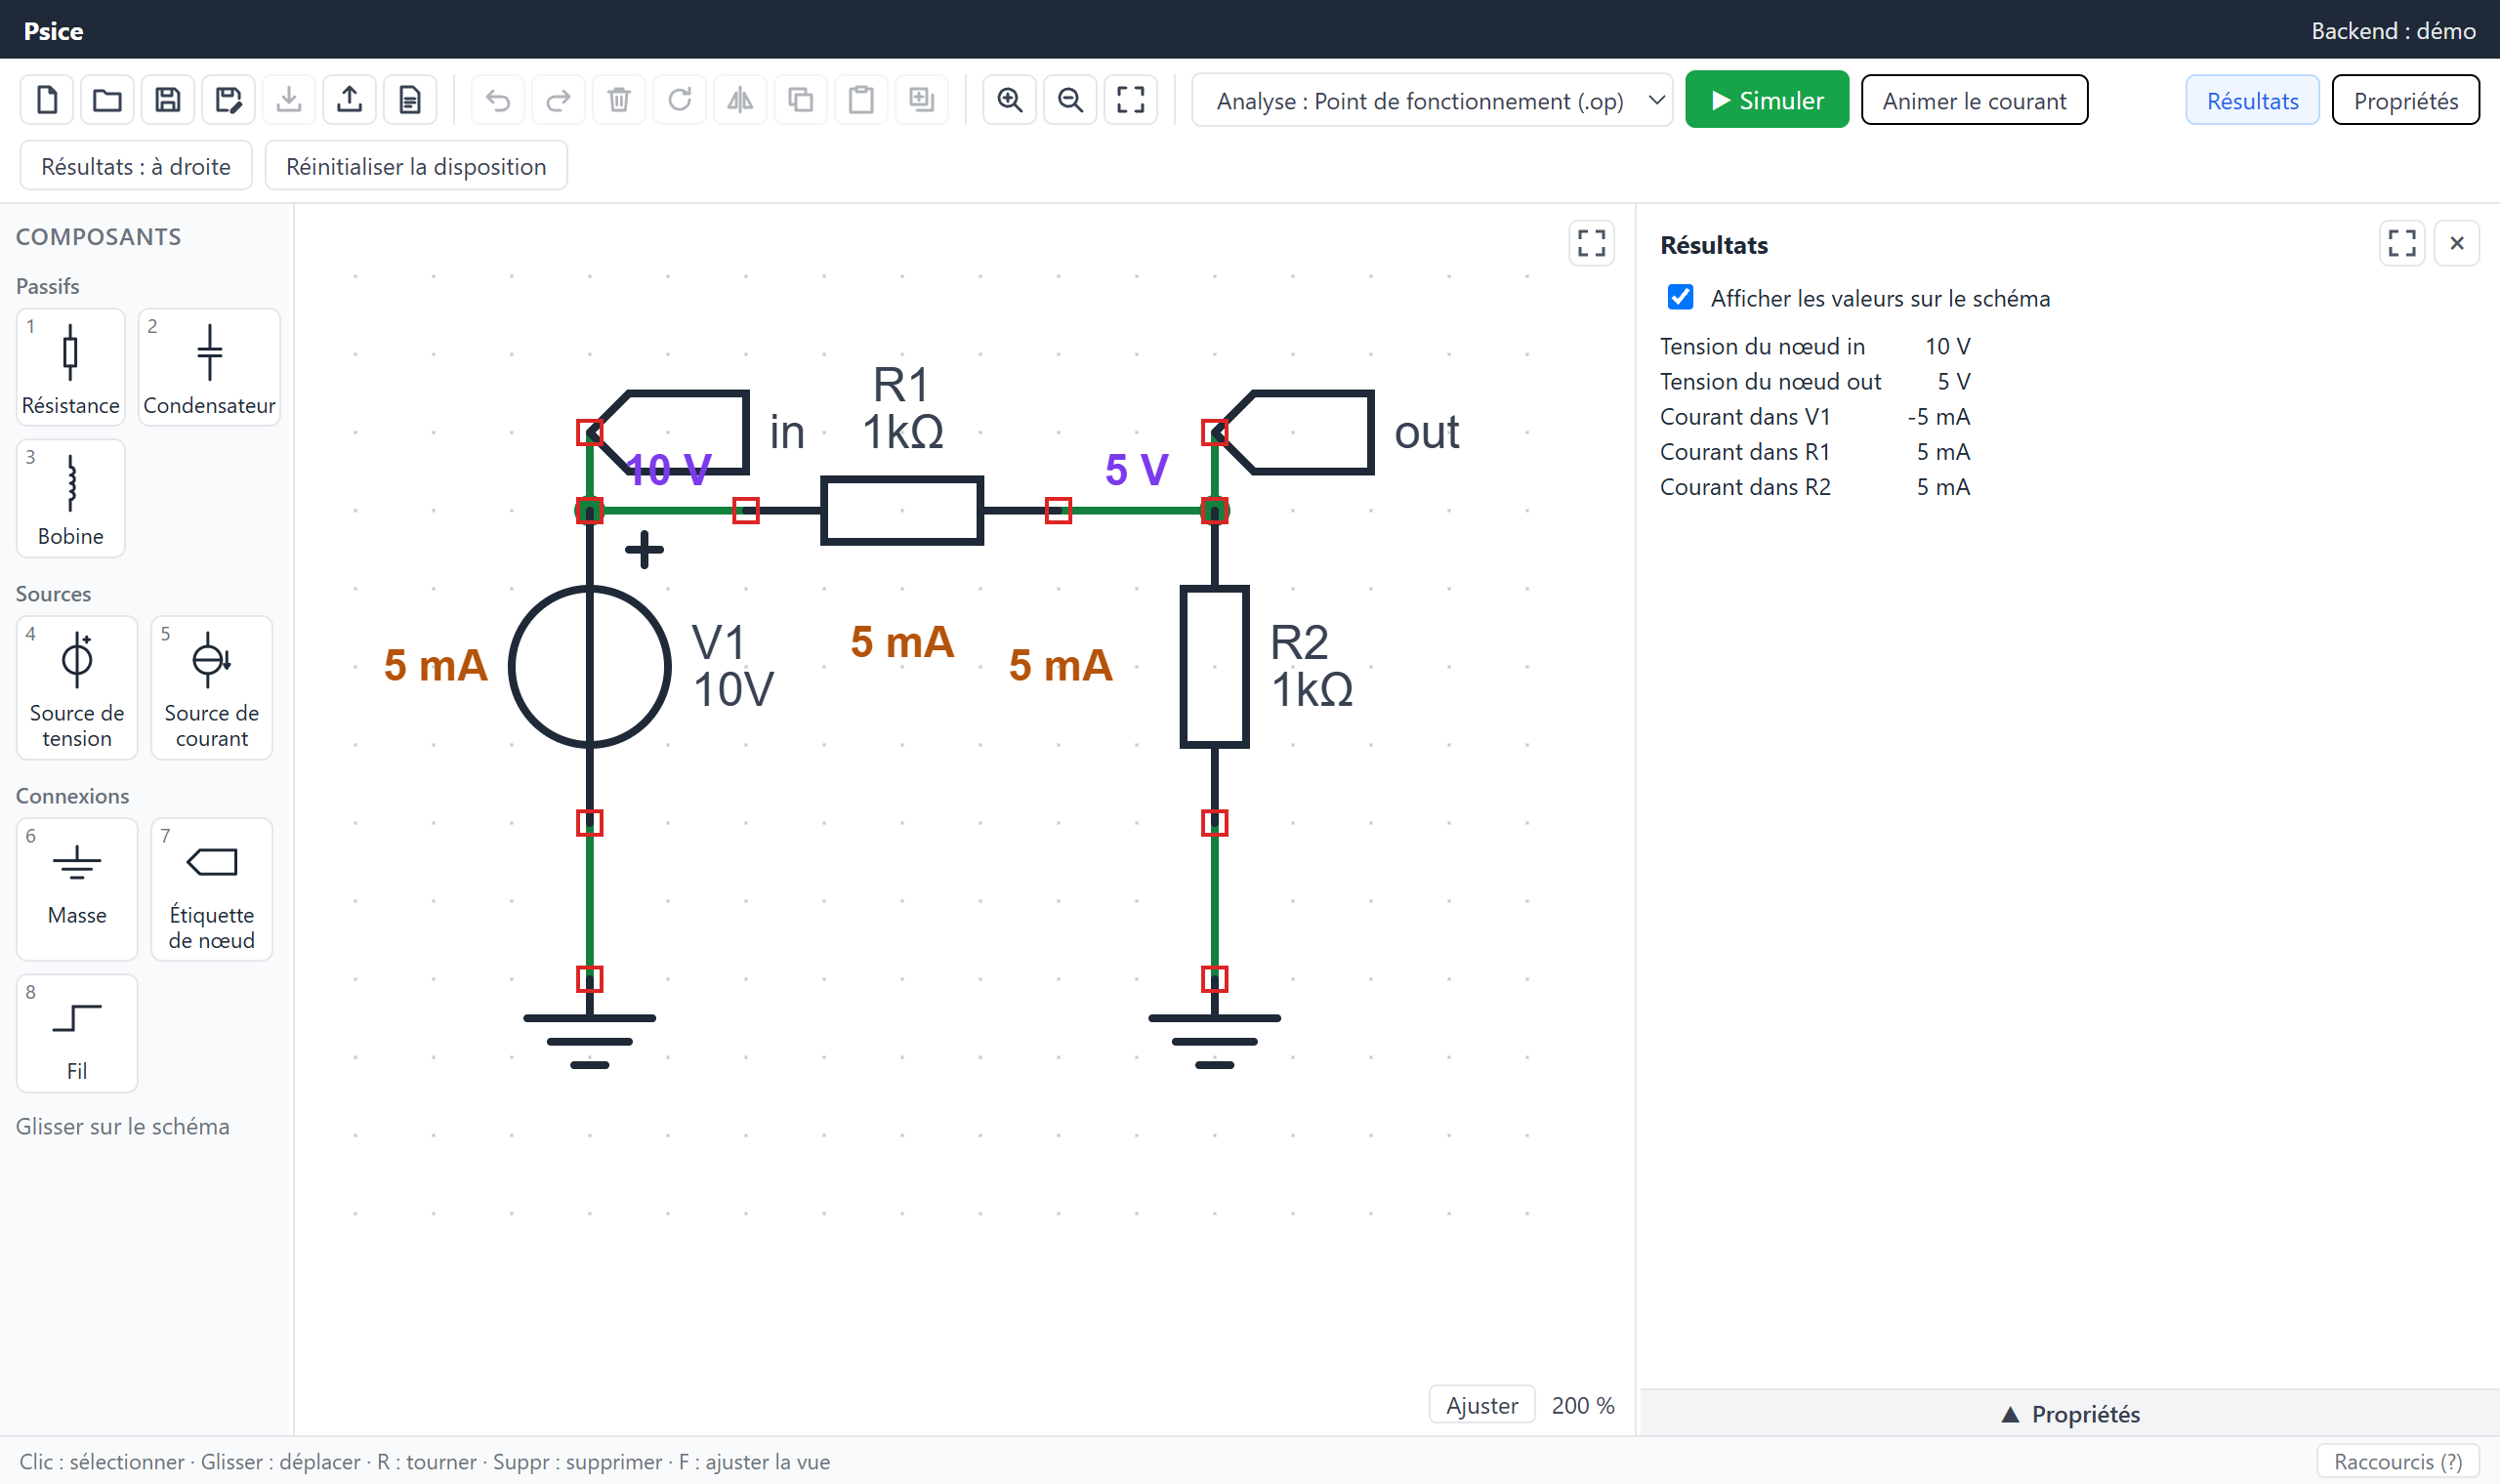 Psice
Backend : démo
Analyse : Point de fonctionnement (.op)
▶ Simuler
Animer le courant
Résultats
Propriétés
Résultats : à droite
Réinitialiser la disposition
COMPOSANTS
Passifs
1
Résistance
2
Condensateur
3
Bobine
Sources
4
Source de
tension
5
Source de
courant
Connexions
6
Masse
7
Étiquette
de nœud
8
Fil
Glisser sur le schéma
R1
1kΩ
in
out
10 V
5 V
5 mA
V1
10V
5 mA
5 mA
R2
1kΩ
Ajuster
200 %
Résultats
Afficher les valeurs sur le schéma
Tension du nœud in 10 V
Tension du nœud out 5 V
Courant dans V1 -5 mA
Courant dans R1 5 mA
Courant dans R2 5 mA
▲ Propriétés
Clic : sélectionner · Glisser : déplacer · R : tourner · Suppr : supprimer · F : ajuster la vue
Raccourcis (?)